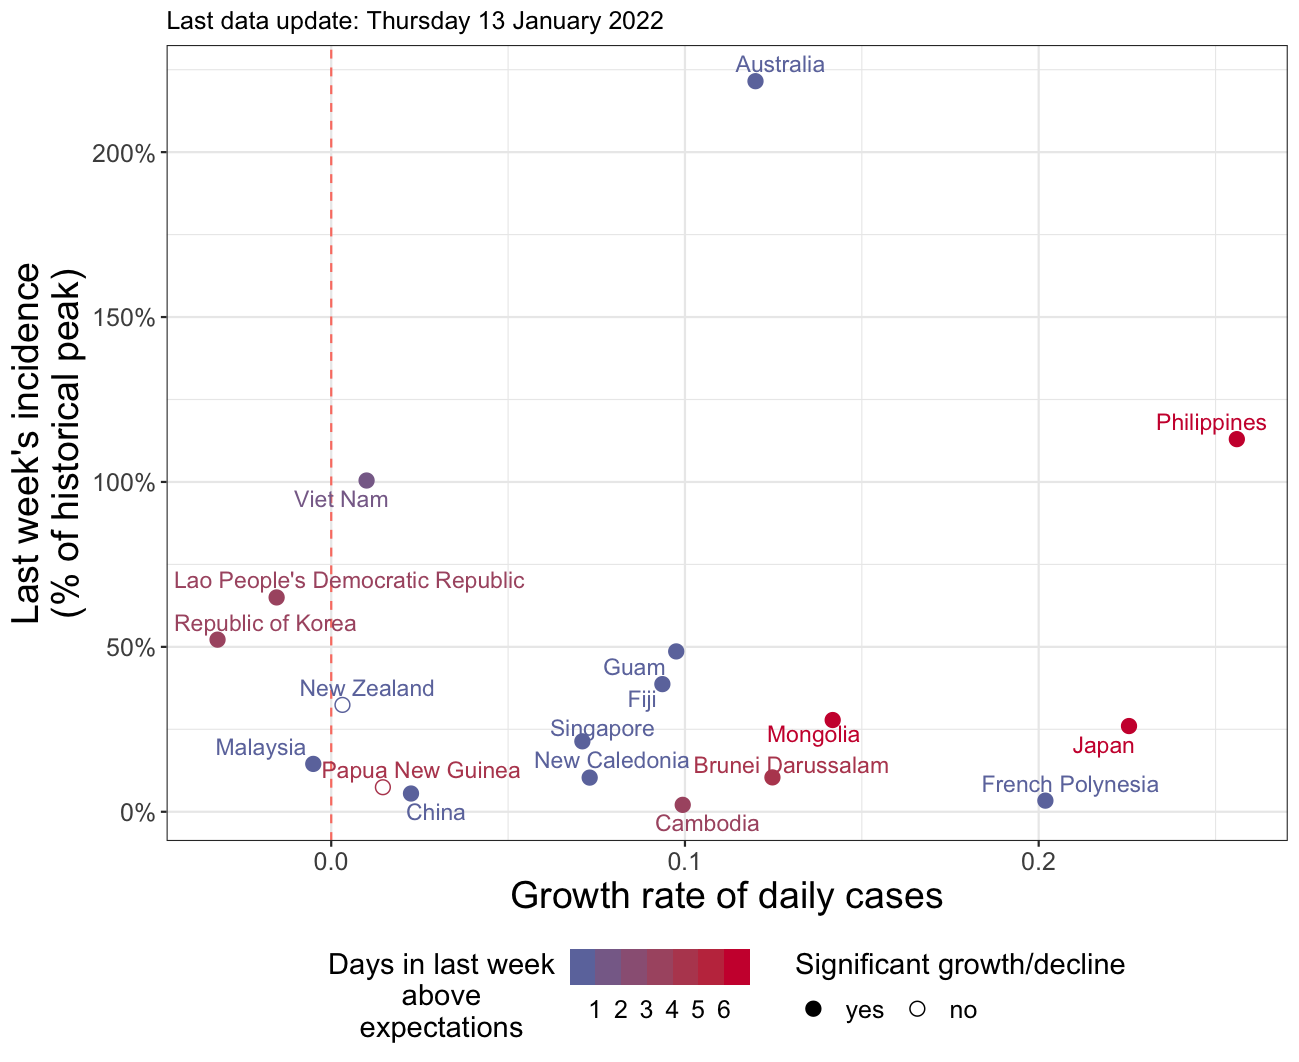 Last data update: Thursday 13 January 2022
Last week's incidence
(% of historical peak)
200%
150%
100%
50%
0%
Australia
Philippines
Viet Nam
Lao People's Democratic Republic
Republic of Korea
Guam
New Zealand
Fiji
Singapore
Mongolia
Malaysia
Japan
New Caledonia
Brunei Darussalam
Papua New Guinea
French Polynesia
China
Cambodia
0.0
0.1
0.2
Growth rate of daily cases
Days in last week
above
expectations
1 2 3 4 5 6
Significant growth/decline
yes
no